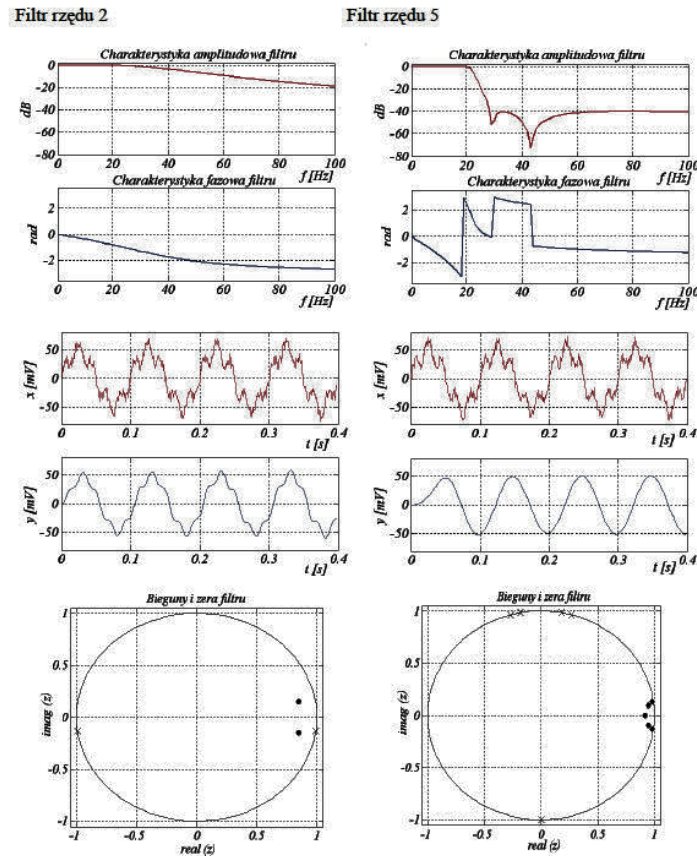 Filtr rzędu 2
Filtr rzędu 5
Charakterystyka amplitudowa filtru
0
-20
-40
-60
-80
dB
0 20 40 60 80 100
f [Hz]
Charakterystyka fazowa filtru
2
0
-2
rad
0 20 40 60 80 100
f [Hz]
50
0
-50
x [mV]
0 0.1 0.2 0.3 0.4
t [s]
50
0
-50
y [mV]
0 0.1 0.2 0.3 0.4
t [s]
Bieguny i zera filtru
1
0.5
0
-0.5
-1
imag (z)
-1 -0.5 0 0.5 1
real (z)
Charakterystyka amplitudowa filtru
0
-20
-40
-60
-80
dB
0 20 40 60 80 100
f [Hz]
Charakterystyka fazowa filtru
2
0
-2
rad
0 20 40 60 80 100
f [Hz]
50
0
-50
x [mV]
0 0.1 0.2 0.3 0.4
t [s]
50
0
-50
y [mV]
0 0.1 0.2 0.3 0.4
t [s]
Bieguny i zera filtru
1
0.5
0
-0.5
-1
imag (z)
-1 -0.5 0 0.5 1
real (z)